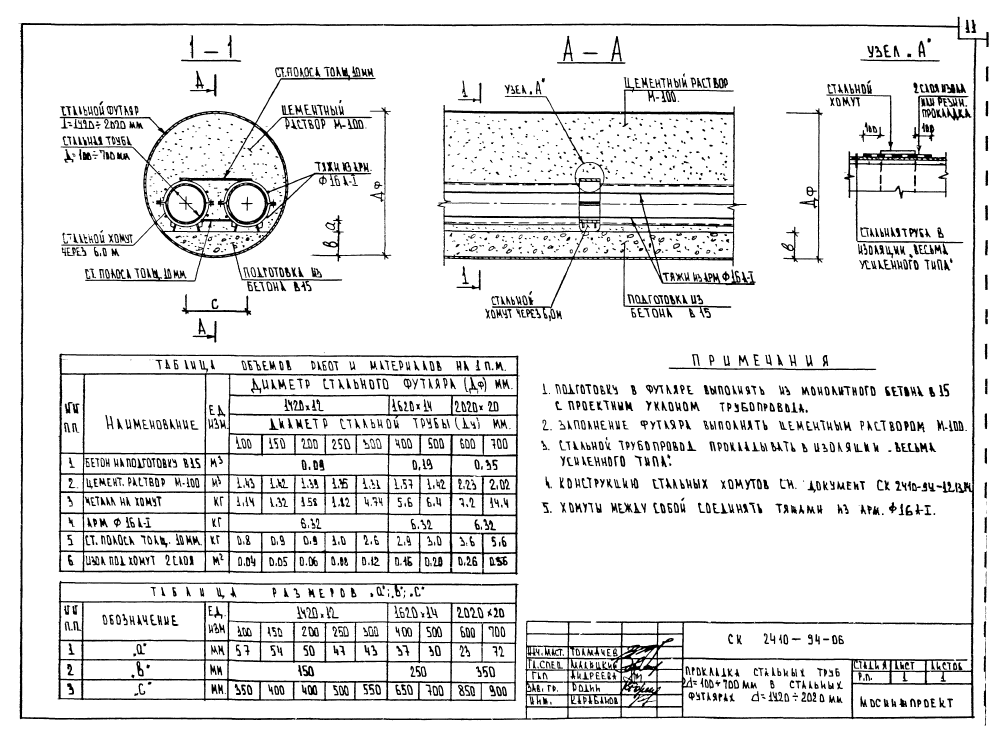 11
1 – 1
А
СТ. ПОЛОСА ТОЛЩ. 10 ММ
СТАЛЬНОЙ ФУТЛЯР
Д=1420÷2020 ММ
СТАЛЬНАЯ ТРУБА
Д=100÷700 ММ
ЦЕМЕНТНЫЙ
РАСТВОР М-100.
ТЯЖИ ИЗ АРМ.
Ф 16 А-I
СТАЛЬНОЙ ХОМУТ
ЧЕРЕЗ 6.0 М
СТ. ПОЛОСА ТОЛЩ. 10ММ
ПОДГОТОВКА ИЗ
БЕТОНА В15
а
в
Дф
с
А
А – А
1
УЗЕЛ „А"
ЦЕМЕНТНЫЙ РАСТВОР
М-100.
Дф
в
ТЯЖИ ИЗ АРМ Ф16А-I
1
СТАЛЬНОЙ
ХОМУТ ЧЕРЕЗ 6,0М
ПОДГОТОВКА ИЗ
БЕТОНА В 15
УЗЕЛ „А"
СТАЛЬНОЙ
ХОМУТ
2 СЛОЯ ИЗОЛА
ИЛИ РЕЗИН.
ПРОКЛАДКА
100
100
СТАЛЬНАЯ ТРУБА В
ИЗОЛЯЦИИ „ВЕСЬМА
УСИЛЕННОГО ТИПА"
ТАБЛИЦА ОБЪЕМОВ РАБОТ И МАТЕРИАЛОВ НА 1 П.М.
NN П.П. НАИМЕНОВАНИЕ ЕД. ИЗМ. ДИАМЕТР СТАЛЬНОГО ФУТЛЯРА (Дф) ММ.
1420×12 1620×14 2020×20
ДИАМЕТР СТАЛЬНОЙ ТРУБЫ (Ду) ММ.
100 150 200 250 300 400 500 600 700
1 БЕТОН НА ПОДГОТОВКУ В15 М³ 0.09 0,19 0,35
2. ЦЕМЕНТ. РАСТВОР М-100 М³ 1.43 1.42 1.39 1.35 1.31 1.57 1.42 2.23 2.02
3 МЕТАЛЛ НА ХОМУТ КГ 1.14 1.32 1.58 1.82 4.74 5.6 6.4 7.2 14.4
4. АРМ Ф 16 А-I КГ 6.32 6.32 6.32
5 СТ. ПОЛОСА ТОЛЩ. 10ММ. КГ 0.8 0.9 0.9 1.0 2.6 2.9 3.0 3.6 5.6
6 ИЗОЛ ПОД ХОМУТ 2 СЛОЯ М² 0.04 0.05 0.06 0.08 0.12 0.16 0.20 0.26 0.56
ТАБЛИЦА РАЗМЕРОВ „а"; „в"; „с"
NN П.П. ОБОЗНАЧЕНИЕ ЕД. ИЗМ 1420×12 1620×14 2020×20
100 150 200 250 300 400 500 600 700
1 „а" ММ 57 54 50 47 43 37 30 23 72
2 „в" ММ 150 250 350
3 „с" ММ. 350 400 400 500 550 650 700 850 900
ПРИМЕЧАНИЯ
1. ПОДГОТОВКУ В ФУТЛЯРЕ ВЫПОЛНЯТЬ ИЗ МОНОЛИТНОГО БЕТОНА В 15
С ПРОЕКТНЫМ УКЛОНОМ ТРУБОПРОВОДА.
2. ЗАПОЛНЕНИЕ ФУТЛЯРА ВЫПОЛНЯТЬ ЦЕМЕНТНЫМ РАСТВОРОМ М-100.
3. СТАЛЬНОЙ ТРУБОПРОВОД ПРОКЛАДЫВАТЬ В ИЗОЛЯЦИИ „ВЕСЬМА
УСИЛЕННОГО ТИПА".
4. КОНСТРУКЦИЮ СТАЛЬНЫХ ХОМУТОВ СМ. ДОКУМЕНТ СК 2410-94-12,13,14
5. ХОМУТЫ МЕЖДУ СОБОЙ СОЕДИНЯТЬ ТЯЖАМИ ИЗ АРМ. Ф16А-I.
НАЧ. МАСТ. ТОЛМАЧЕВ
ГЛ. СПЕЦ.
ГАП АНДРЕЕВА
ЗАВ. ГР. РОДИН
ИНЖ. КАРАБАНОВ
СК 2410-94-06
ПРОКЛАДКА СТАЛЬНЫХ ТРУБ
2d=100÷700 ММ В СТАЛЬНЫХ
ФУТЛЯРАХ d=1420÷2020 ММ
СТАДИЯ ЛИСТ ЛИСТОВ
Р.П. 1 1
МОСИНЖПРОЕКТ